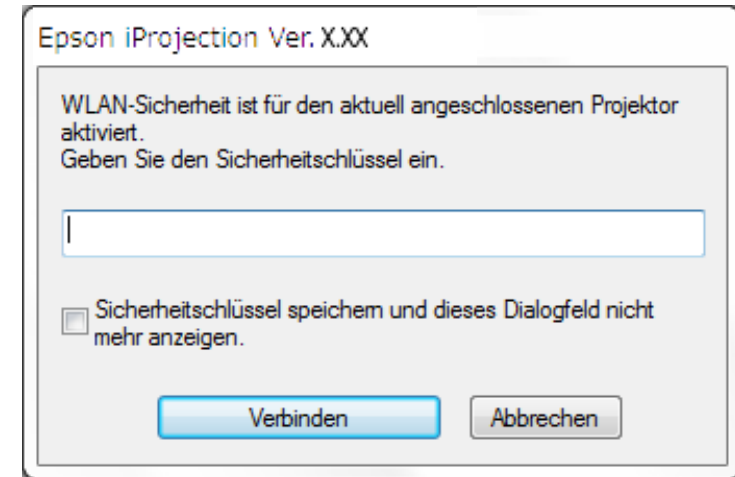 Epson iProjection Ver. X.XX
WLAN-Sicherheit ist für den aktuell angeschlossenen Projektor
aktiviert.
Geben Sie den Sicherheitschlüssel ein.
Sicherheitschlüssel speichern und dieses Dialogfeld nicht
mehr anzeigen.
Verbinden
Abbrechen